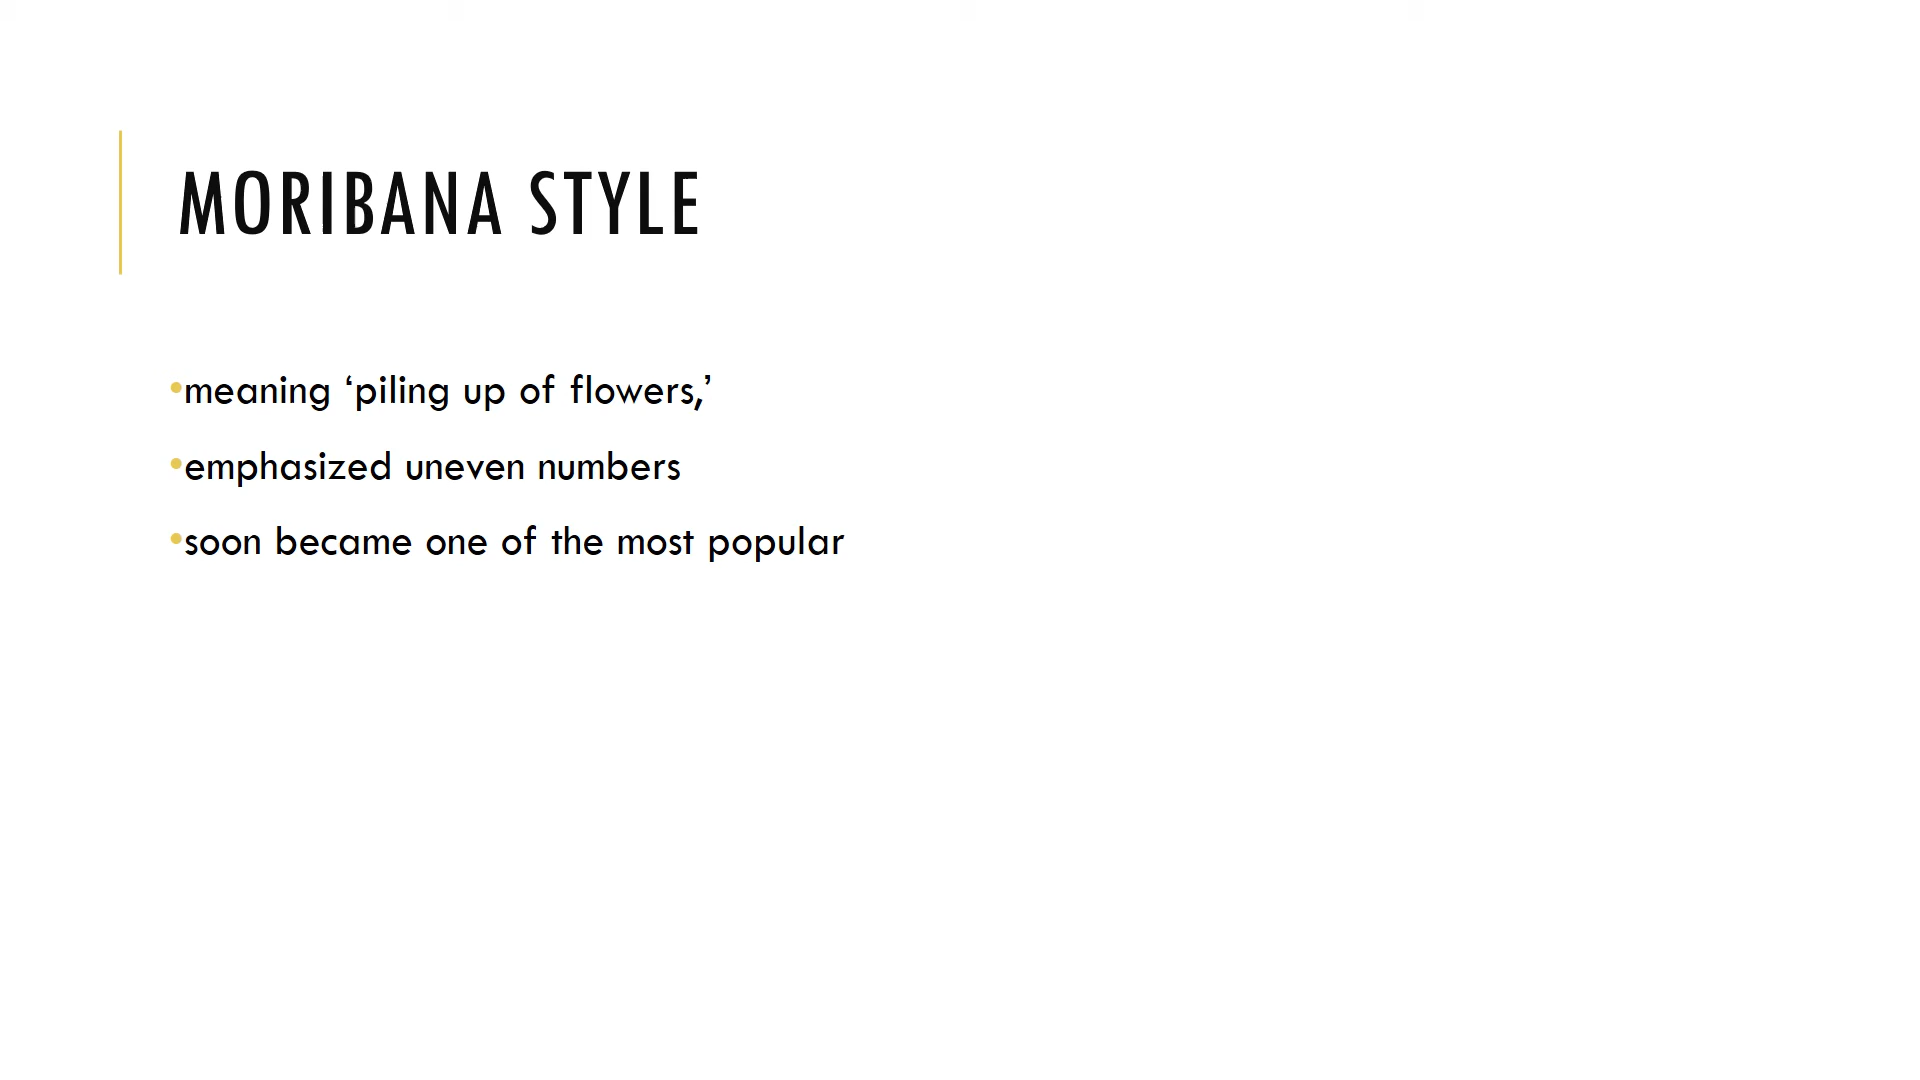 MORIBANA STYLE
•meaning ‘piling up of flowers,’
•emphasized uneven numbers
•soon became one of the most popular